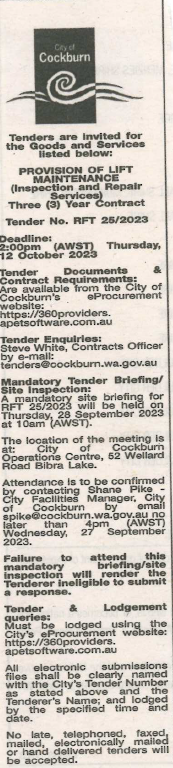 City of
Cockburn
Tenders are invited for
the Goods and Services
listed below:
PROVISION OF LIFT
MAINTENANCE
(Inspection and Repair
Services)
Three (3) Year Contract
Tender No. RFT 25/2023
Deadline:
2:00pm (AWST) Thursday,
12 October 2023
Tender Documents &
Contract Requirements:
Are available from the City of
Cockburn's eProcurement
website:
https://360providers.
apetsoftware.com.au
Tender Enquiries:
Steve White, Contracts Officer
by e-mail:
tenders@cockburn.wa.gov.au
Mandatory Tender Briefing/
Site Inspection:
A mandatory site briefing for
RFT 25/2023 will be held on
Thursday, 28 September 2023
at 10am (AWST).
The location of the meeting is
at: City of Cockburn
Operations Centre, 52 Wellard
Road Bibra Lake.
Attendance is to be confirmed
by contacting Shane Pike -
City Facilities Manager, City
of Cockburn by email
spike@cockburn.wa.gov.au no
later than 4pm (AWST)
Wednesday, 27 September
2023.
Failure to attend this
mandatory briefing/site
inspection will render the
Tenderer ineligible to submit
a response.
Tender & Lodgement
queries:
Must be lodged using the
City's eProcurement website:
https://360providers.
apetsoftware.com.au
All electronic submissions
files shall be clearly named
with the City's Tender Number
as stated above and the
Tenderer's Name; and lodged
by the specified time and
date.
No late, telephoned, faxed,
mailed, electronically mailed
or hand delivered tenders will
be accepted.